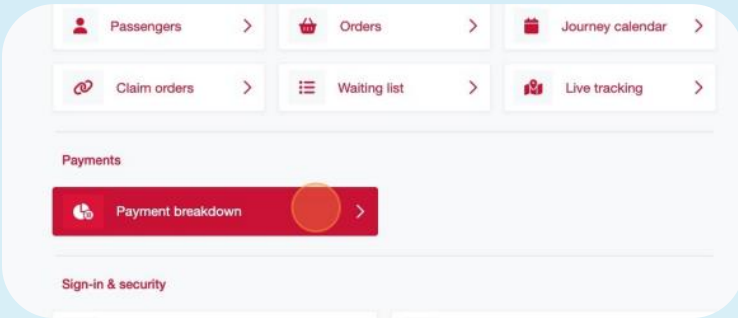 Passengers
Orders
Journey calendar
Claim orders
Waiting list
Live tracking
Payments
Payment breakdown
Sign-in & security